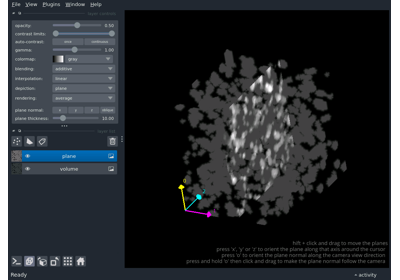 File View Plugins Window Help
opacity: 0.50
contrast limits:
auto-contrast: once continuous
gamma: 1.00
colormap: gray
blending: additive
interpolation: linear
depiction: plane
rendering: average
plane normal: x y z oblique
plane thickness: 10.00
plane
volume
hift + click and drag to move the planes
press 'x', 'y' or 'z' to orient the plane along that axis around the cursor
press 'o' to orient the plane normal along the camera view direction
press and hold 'o' then click and drag to make the plane normal follow the camera
Ready
activity